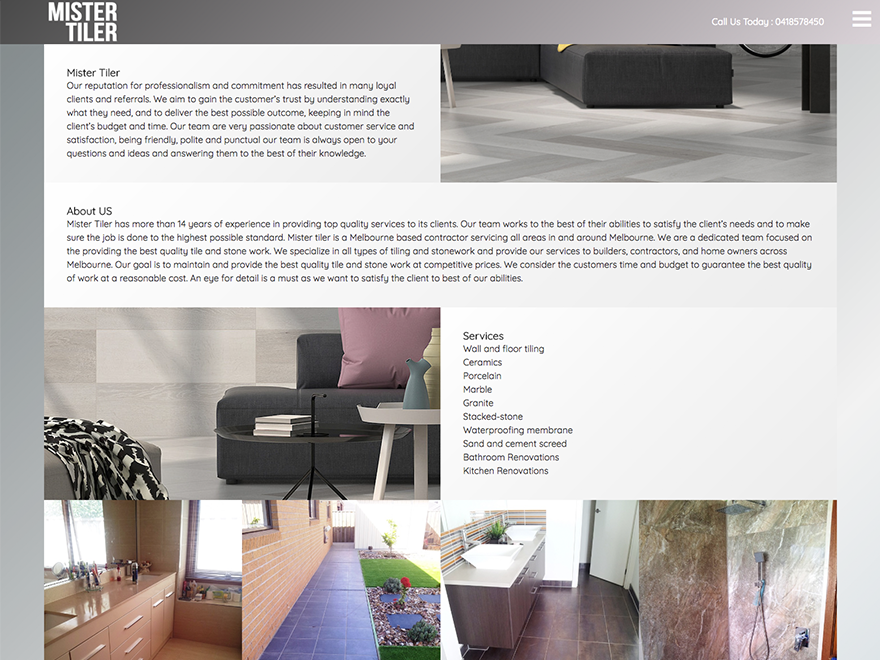 MISTER
TILER
Call Us Today : 0418578450
Mister Tiler
Our reputation for professionalism and commitment has resulted in many loyal
clients and referrals. We aim to gain the customer's trust by understanding exactly
what they need, and to deliver the best possible outcome, keeping in mind the
client's budget and time. Our team are very passionate about customer service and
satisfaction, being friendly, polite and punctual our team is always open to your
questions and ideas and answering them to the best of their knowledge.
About US
Mister Tiler has more than 14 years of experience in providing top quality services to its clients. Our team works to the best of their abilities to satisfy the client's needs and to make
sure the job is done to the highest possible standard. Mister tiler is a Melbourne based contractor servicing all areas in and around Melbourne. We are a dedicated team focused on
the providing the best quality tile and stone work. We specialize in all types of tiling and stonework and provide our services to builders, contractors, and home owners across
Melbourne. Our goal is to maintain and provide the best quality tile and stone work at competitive prices. We consider the customers time and budget to guarantee the best quality
of work at a reasonable cost. An eye for detail is a must as we want to satisfy the client to best of our abilities.
Services
Wall and floor tiling
Ceramics
Porcelain
Marble
Granite
Stacked-stone
Waterproofing membrane
Sand and cement screed
Bathroom Renovations
Kitchen Renovations